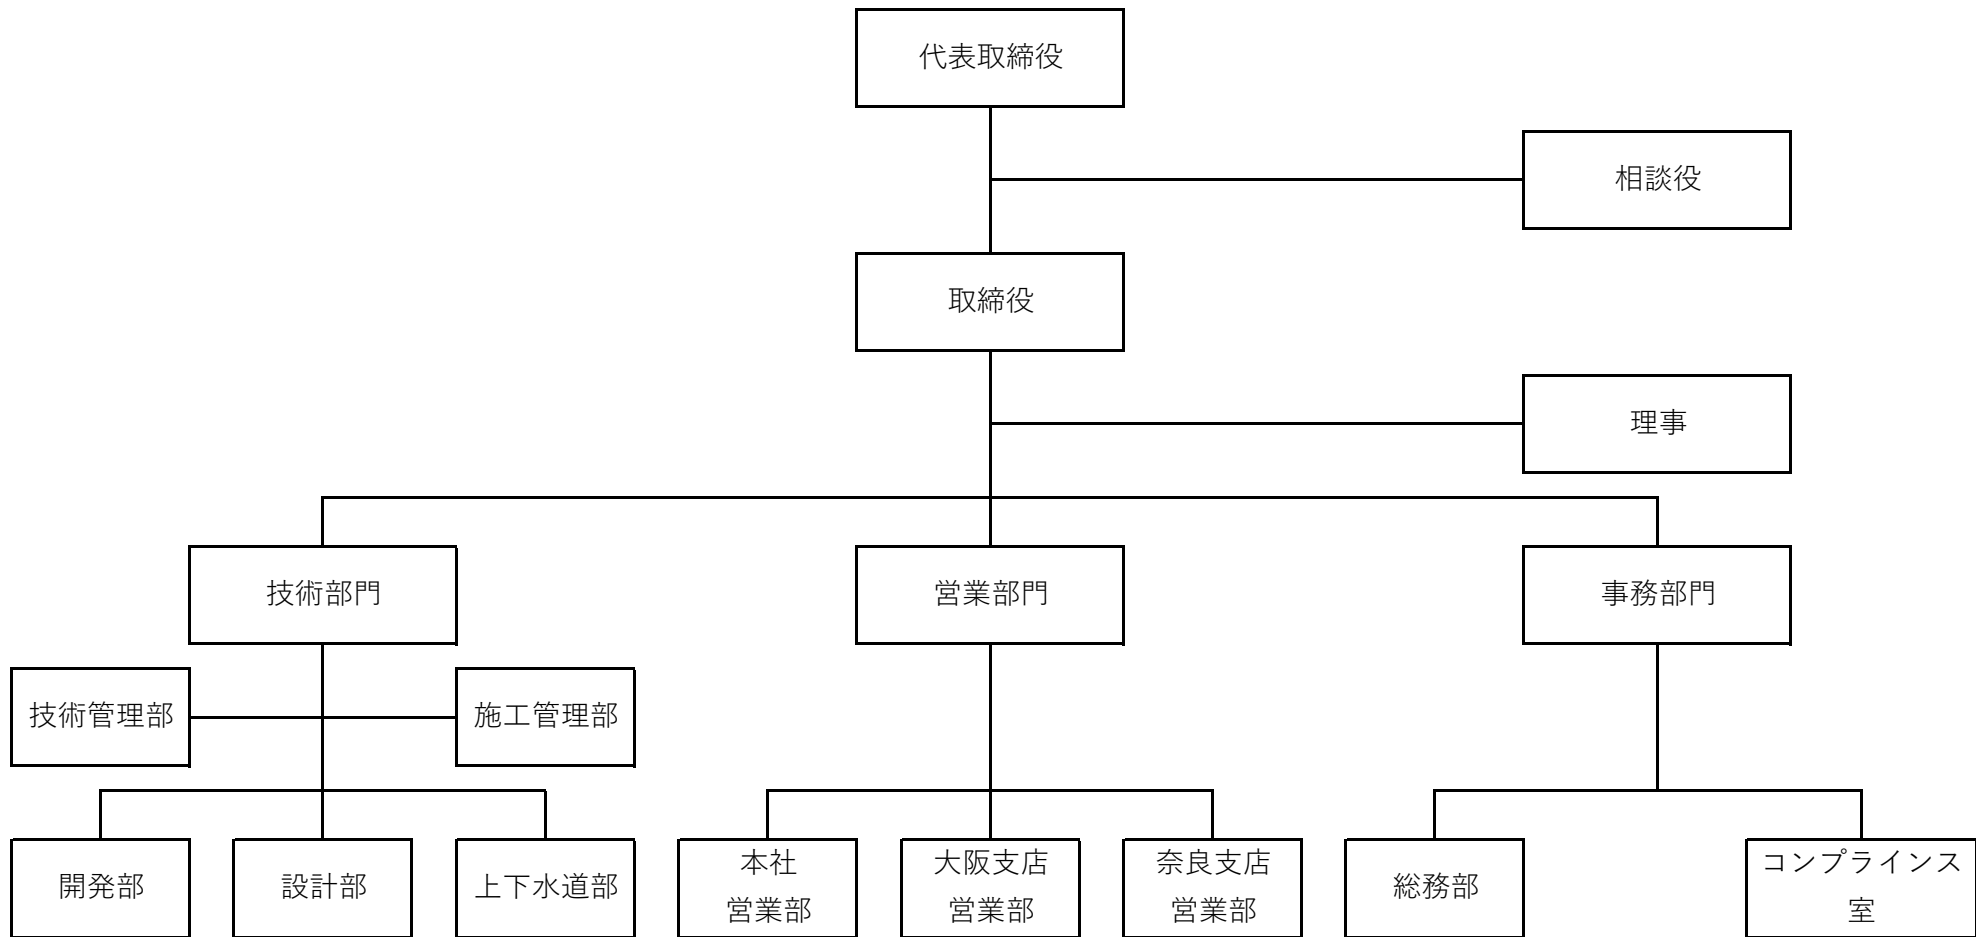 代表取締役
相談役
取締役
理事
技術部門
営業部門
事務部門
技術管理部
施工管理部
開発部
設計部
上下水道部
本社
営業部
大阪支店
営業部
奈良支店
営業部
総務部
コンプラインス
室